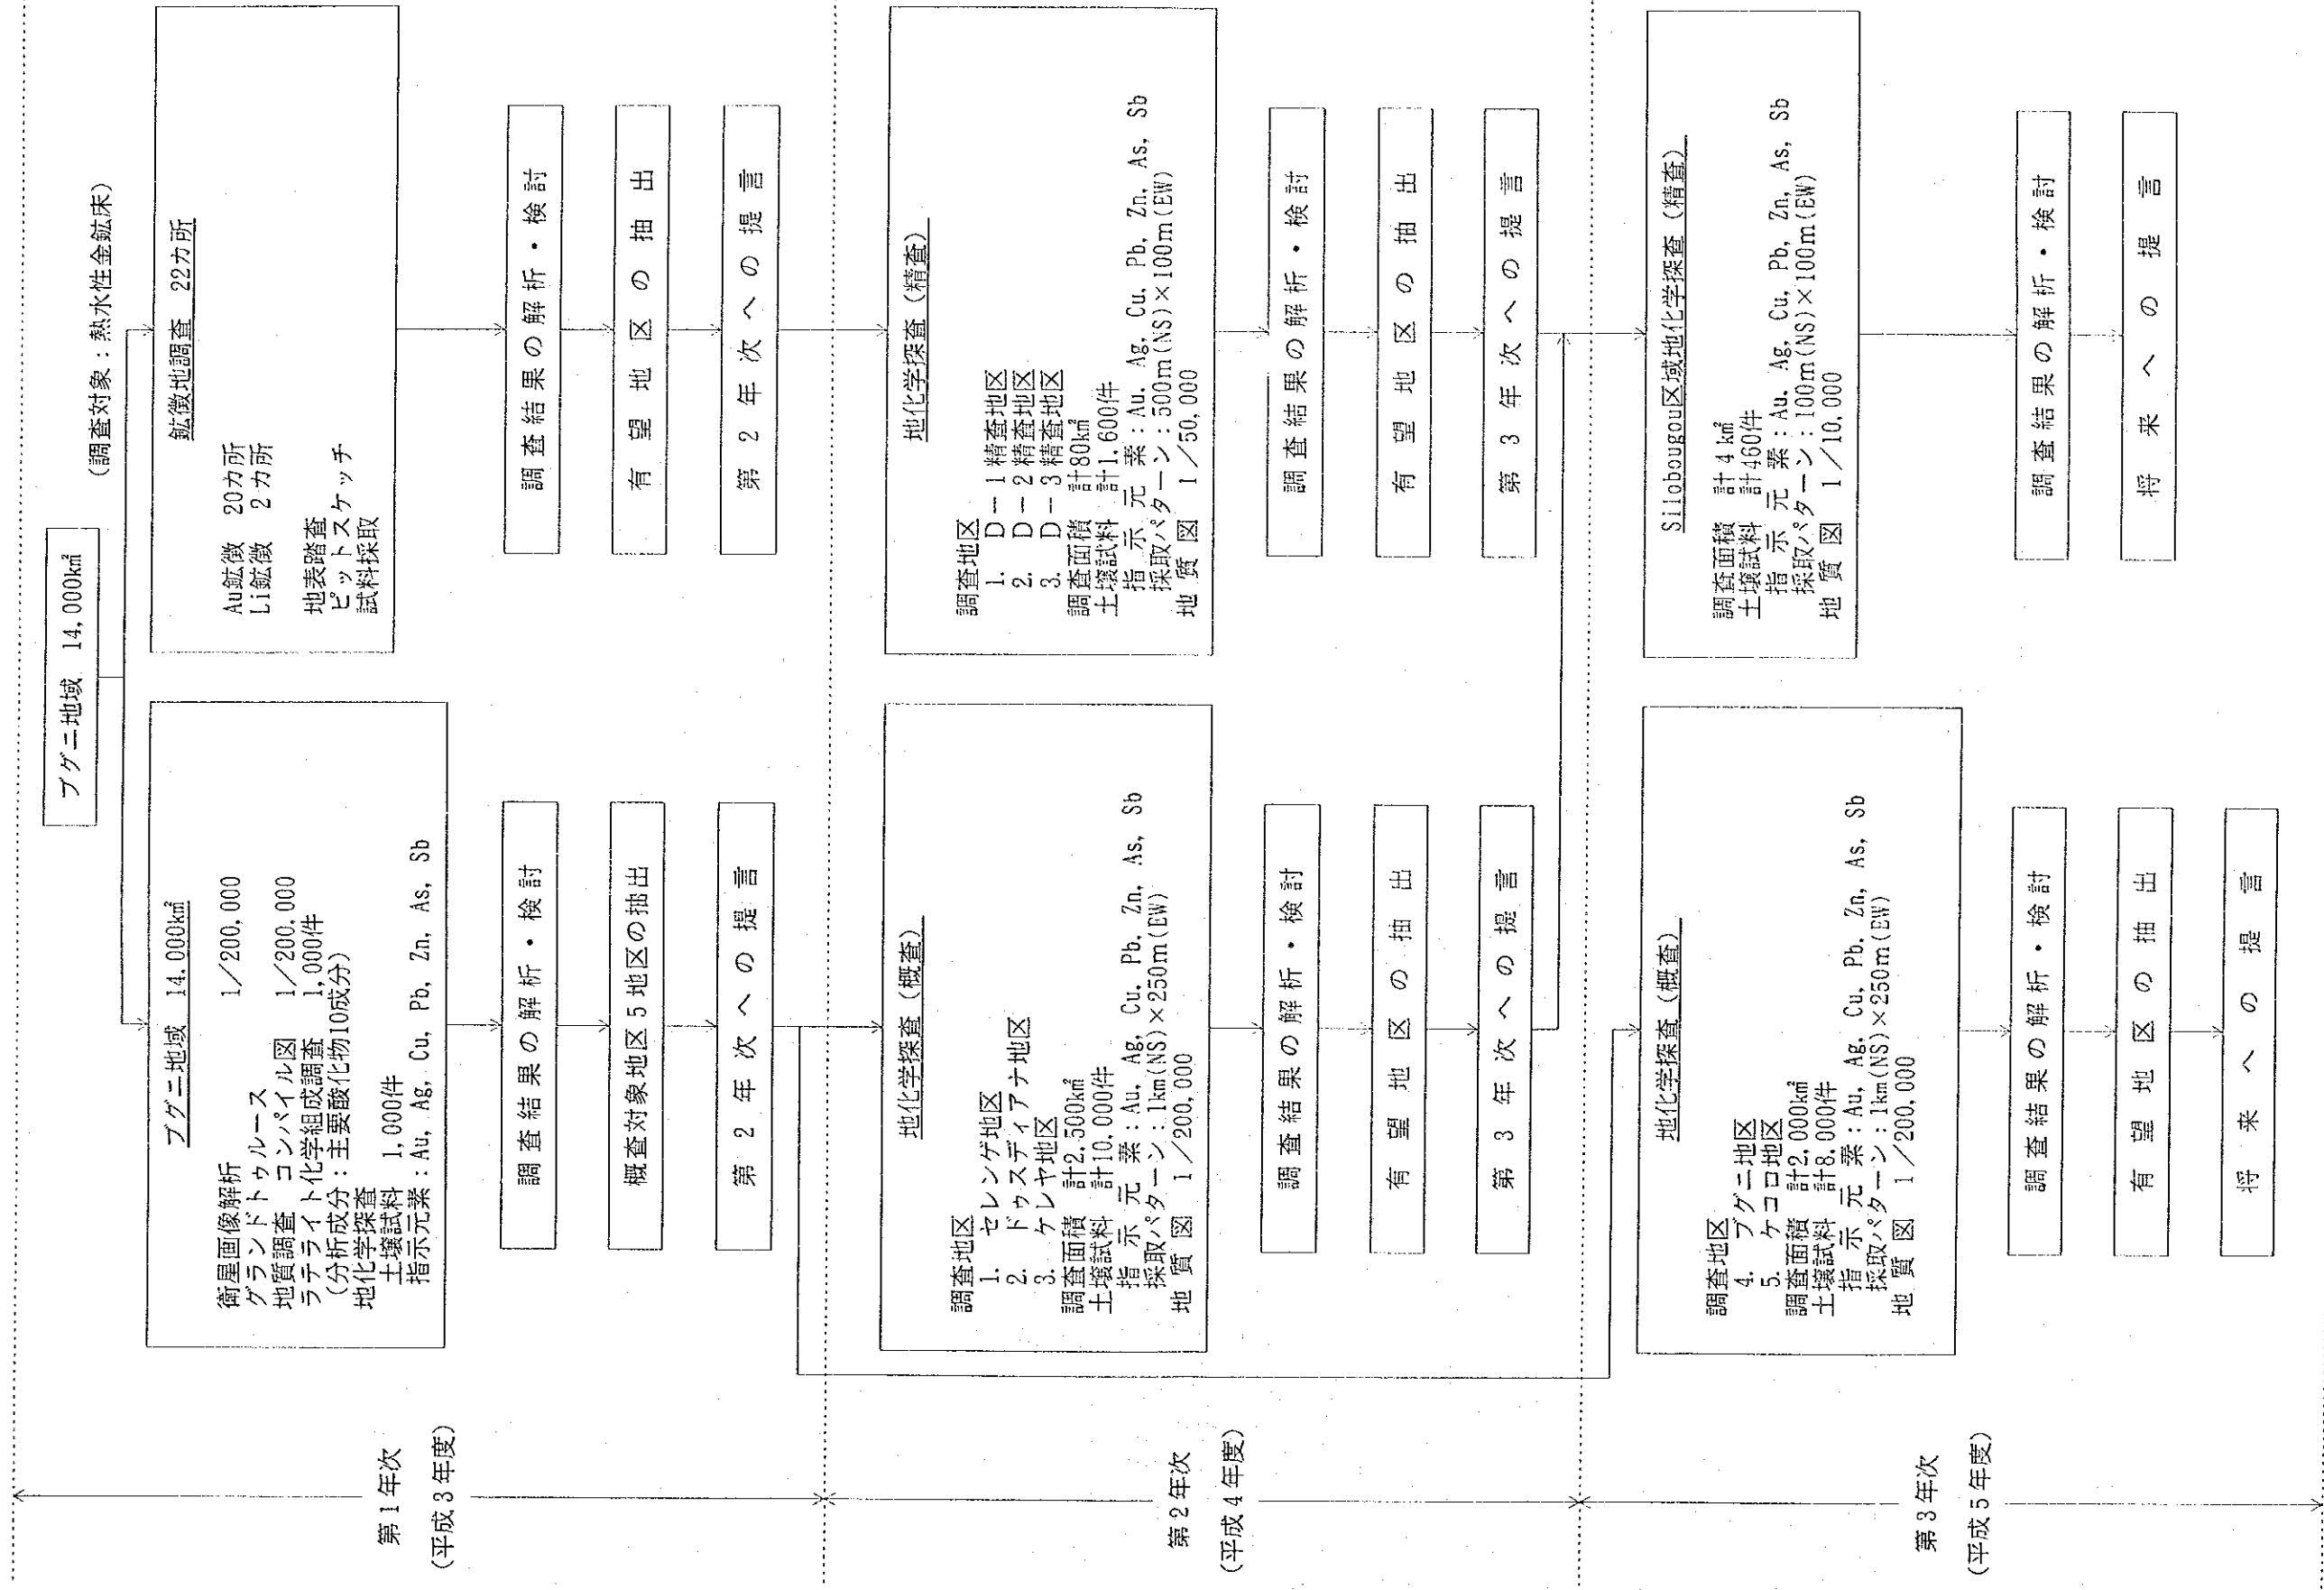 ブグニ地域 14,000km²
(調査対象：熱水性金鉱床)
第1年次
(平成3年度)
ブグニ地域 14.000km²
衛星画像解析 1/200,000
グランドトゥルース
地質調査 コンパイル図 1/200,000
ラテライト化学組成調査 1,000件
(分析成分：主要酸化物10成分)
地化学探査
土壌試料 1,000件
指示元素：Au, Ag, Cu, Pb, Zn, As, Sb
調査結果の解析・検討
概査対象地区5地区の抽出
第2年次への提言
鉱徴地調査 22カ所
Au鉱徴 20カ所
Li鉱徴 2カ所
地表踏査
ピットスケッチ
試料採取
調査結果の解析・検討
有望地区の抽出
第2年次への提言
第2年次
(平成4年度)
地化学探査(概査)
調査地区
1. セレンゲ地区
2. ドゥスディアナ地区
3. ケレヤ地区
調査面積 計2.500km²
土壌試料 計10.000件
指示元素：Au, Ag, Cu, Pb, Zn, As, Sb
採取パターン：1km(NS)×250m(EW)
地質図 1/200,000
調査結果の解析・検討
有望地区の抽出
第3年次への提言
地化学探査(精査)
調査地区
1. D-1精査地区
2. D-2精査地区
3. D-3精査地区
調査面積 計80km²
土壌試料 計1.600件
指示元素：Au, Ag, Cu, Pb, Zn, As, Sb
採取パターン：500m(NS)×100m(EW)
地質図 1/50,000
調査結果の解析・検討
有望地区の抽出
第3年次への提言
第3年次
(平成5年度)
地化学探査(概査)
調査地区
4. ブグニ地区
5. ケココ地区
調査面積 計2,000km²
土壌試料 計8.000件
指示元素：Au, Ag, Cu, Pb, Zn, As, Sb
採取パターン：1km(NS)×250m(EW)
地質図 1/200,000
調査結果の解析・検討
有望地区の抽出
将来への提言
Silobougou区域地化学探査(精査)
調査面積 計4km²
土壌試料 計460件
指示元素：Au, Ag, Cu, Pb, Zn, As, Sb
採取パターン：100m(NS)×100m(EW)
地質図 1/10,000
調査結果の解析・検討
将来への提言